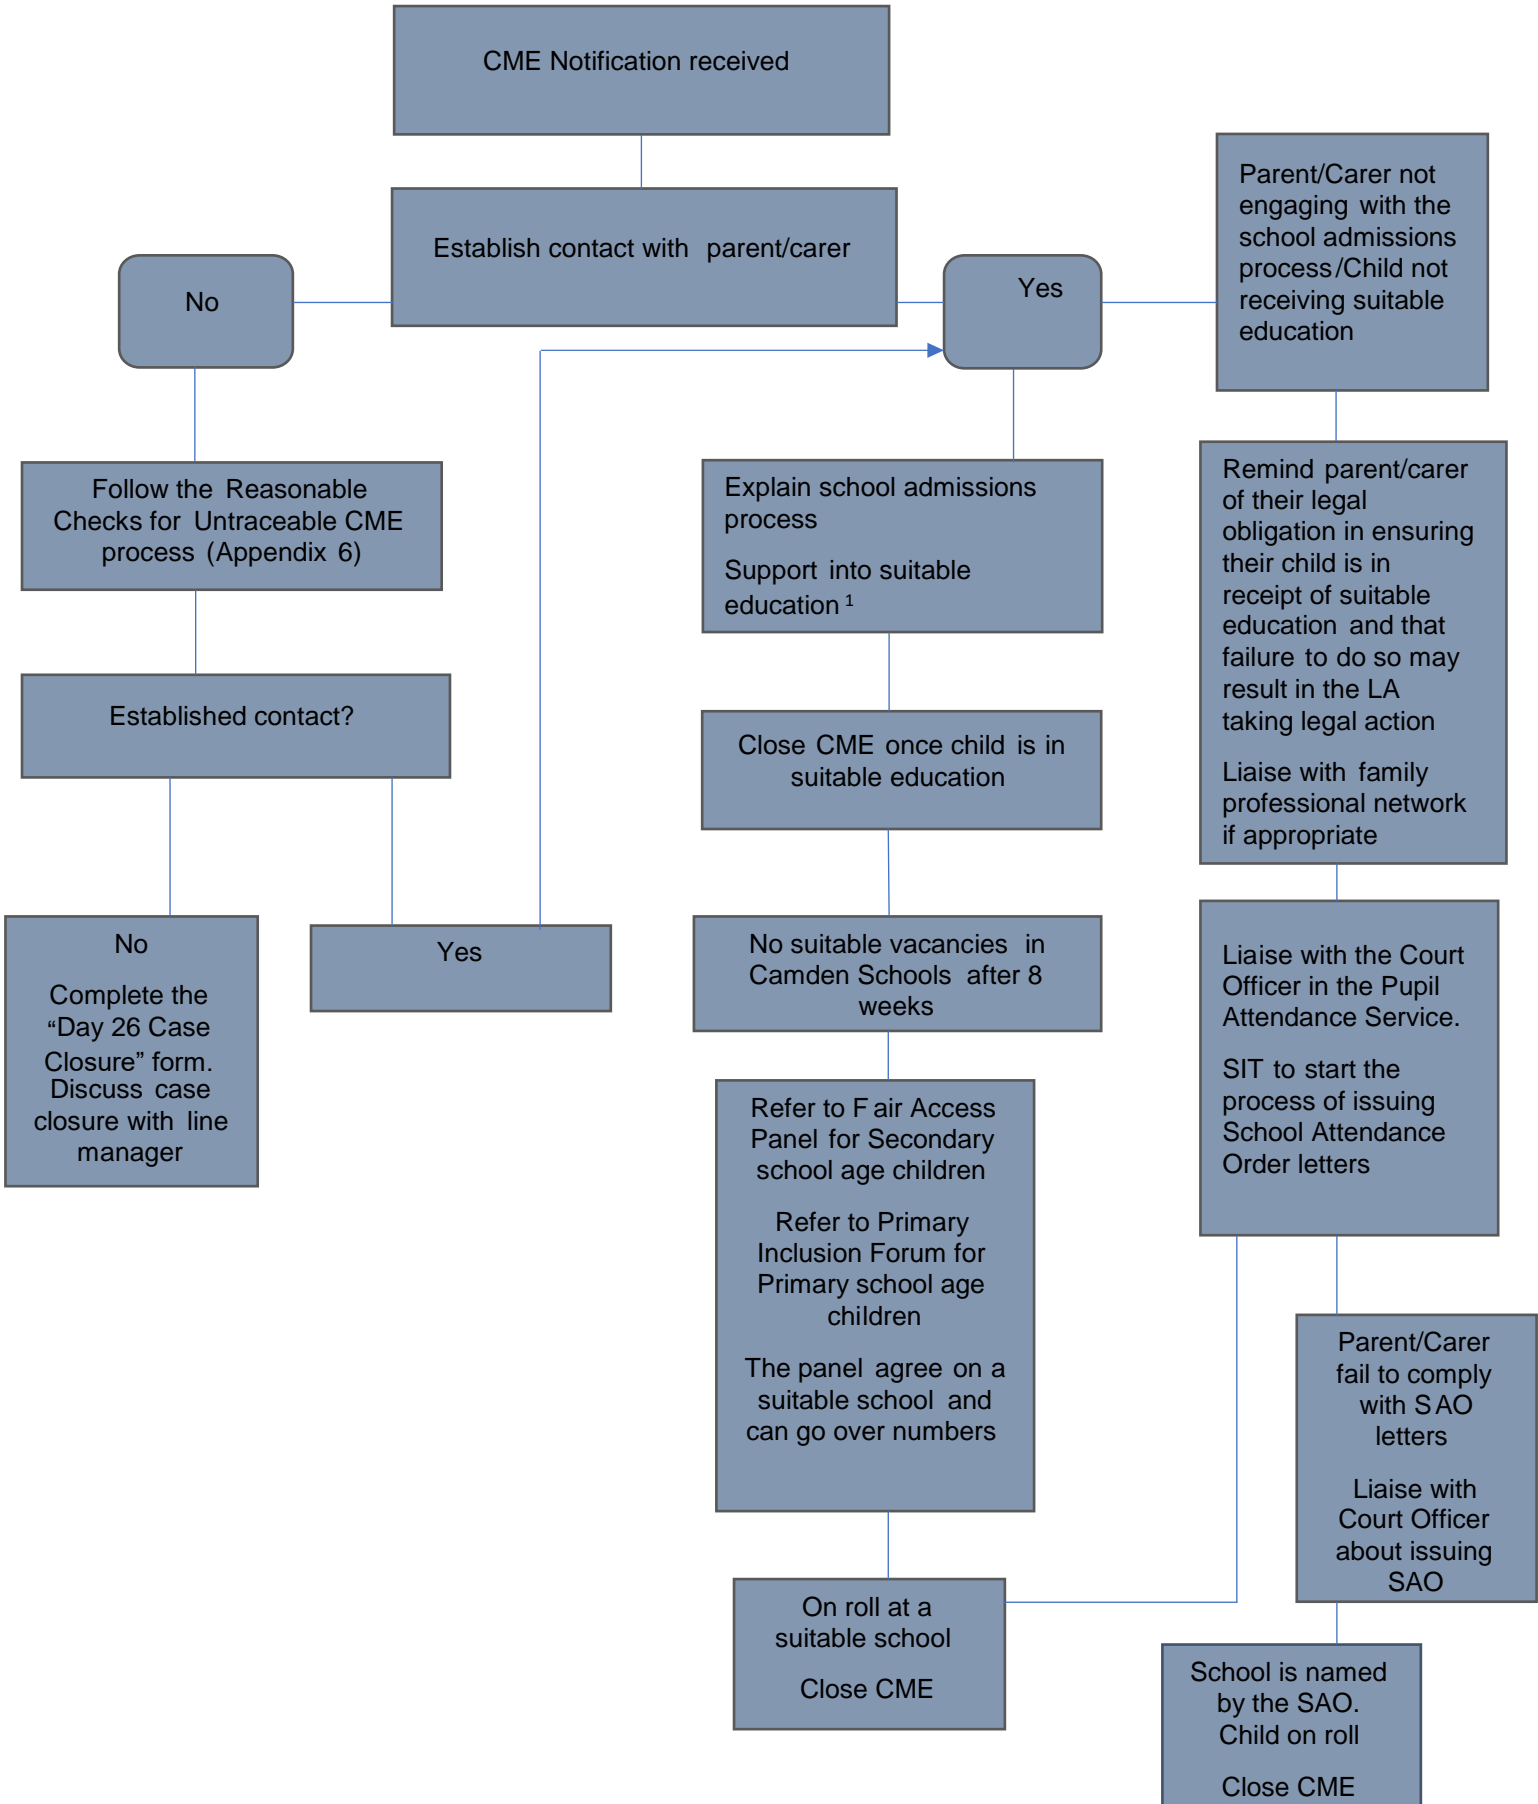 CME Notification received
Establish contact with parent/carer
No
Yes
Parent/Carer not
engaging with the
school admissions
process/Child not
receiving suitable
education
Follow the Reasonable
Checks for Untraceable CME
process (Appendix 6)
Established contact?
No
Complete the
“Day 26 Case
Closure” form.
Discuss case
closure with line
manager
Yes
Explain school admissions
process
Support into suitable
education 1
Close CME once child is in
suitable education
No suitable vacancies in
Camden Schools after 8
weeks
Refer to Fair Access
Panel for Secondary
school age children
Refer to Primary
Inclusion Forum for
Primary school age
children
The panel agree on a
suitable school and
can go over numbers
On roll at a
suitable school
Close CME
Remind parent/carer
of their legal
obligation in ensuring
their child is in
receipt of suitable
education and that
failure to do so may
result in the LA
taking legal action
Liaise with family
professional network
if appropriate
Liaise with the Court
Officer in the Pupil
Attendance Service.
SIT to start the
process of issuing
School Attendance
Order letters
Parent/Carer
fail to comply
with SAO
letters
Liaise with
Court Officer
about issuing
SAO
School is named
by the SAO.
Child on roll
Close CME